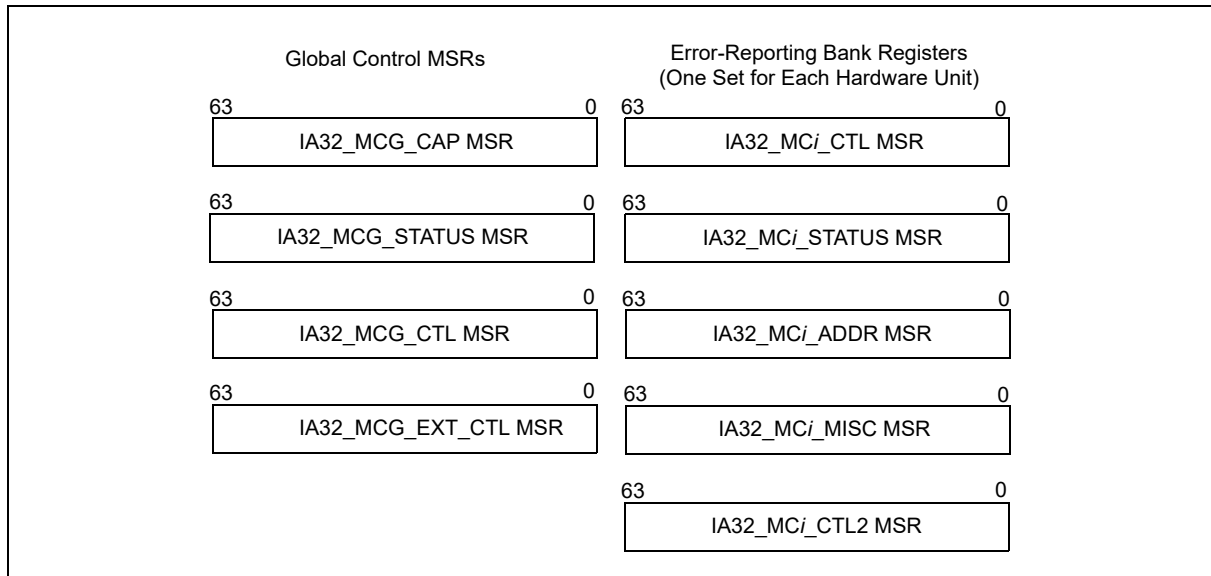 Global Control MSRs
63 0
IA32_MCG_CAP MSR
63 0
IA32_MCG_STATUS MSR
63 0
IA32_MCG_CTL MSR
63 0
IA32_MCG_EXT_CTL MSR
Error-Reporting Bank Registers
(One Set for Each Hardware Unit)
63 0
IA32_MCi_CTL MSR
63 0
IA32_MCi_STATUS MSR
63 0
IA32_MCi_ADDR MSR
63 0
IA32_MCi_MISC MSR
63 0
IA32_MCi_CTL2 MSR